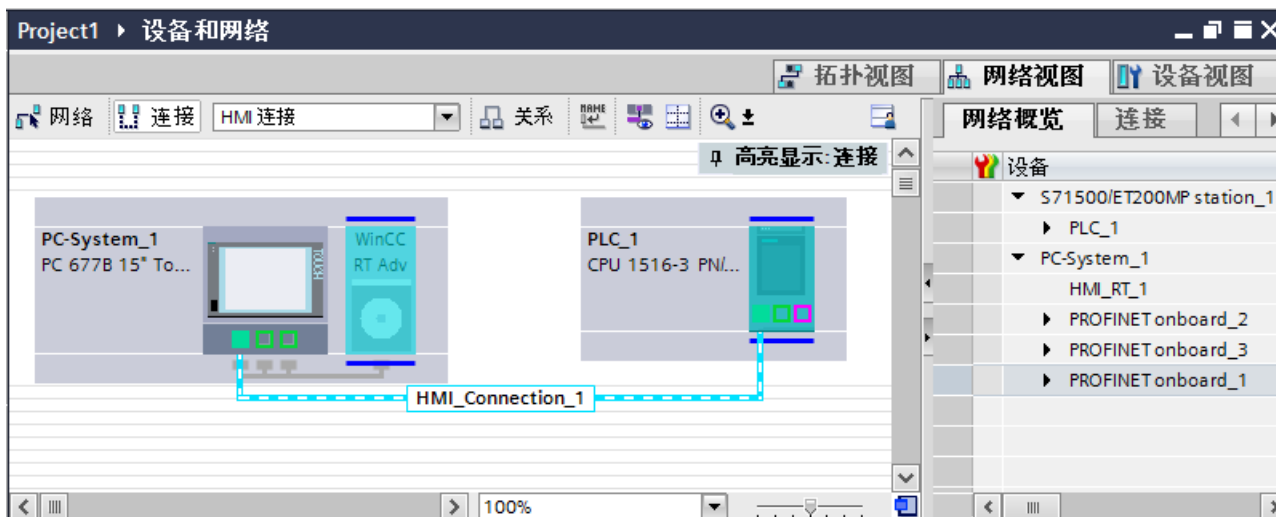 Project1 ▸ 设备和网络
拓扑视图 网络视图 设备视图
网络 连接 HMI 连接 关系
网络概览 连接
高亮显示:连接
设备
S71500/ET200MP station_1
PLC_1
PC-System_1
HMI_RT_1
PROFINET onboard_2
PROFINET onboard_3
PROFINET onboard_1
PC-System_1
PC 677B 15" To...
TOUCH
WinCC
RT Adv
PLC_1
CPU 1516-3 PN/...
HMI_Connection_1
100%